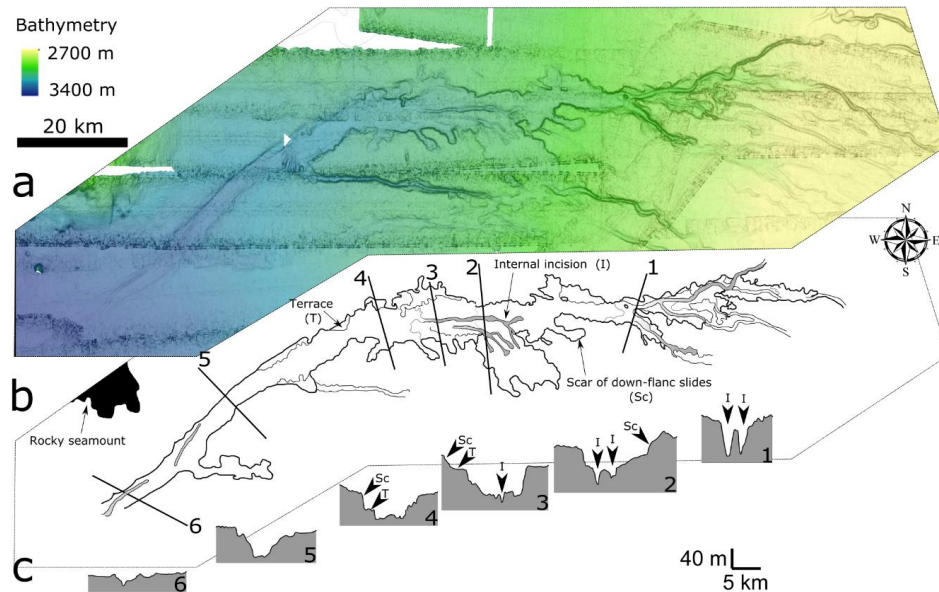 Bathymetry
2700 m
3400 m
20 km
a
N
W E
S
Internal incision (I)
1
2
3
4
Terrace
(T)
5
Scar of down-flanc slides
(Sc)
b
Rocky seamount
6
I I
1
Sc
I I
2
Sc
T
I
3
Sc
T
4
5
c
6
40 m
5 km